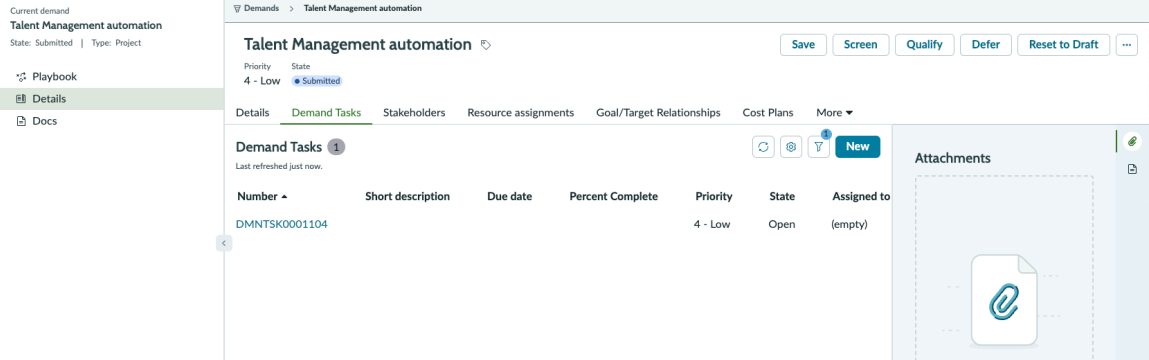 Current demand
Talent Management automation
State: Submitted | Type: Project
Playbook
Details
Docs
Demands > Talent Management automation
Talent Management automation
Save Screen Qualify Defer Reset to Draft ...
Priority State
4 - Low Submitted
Details Demand Tasks Stakeholders Resource assignments Goal/Target Relationships Cost Plans More
Demand Tasks 1
1 New
Last refreshed just now.
Number Short description Due date Percent Complete Priority State Assigned to
DMNTSK0001104 4 - Low Open (empty)
Attachments